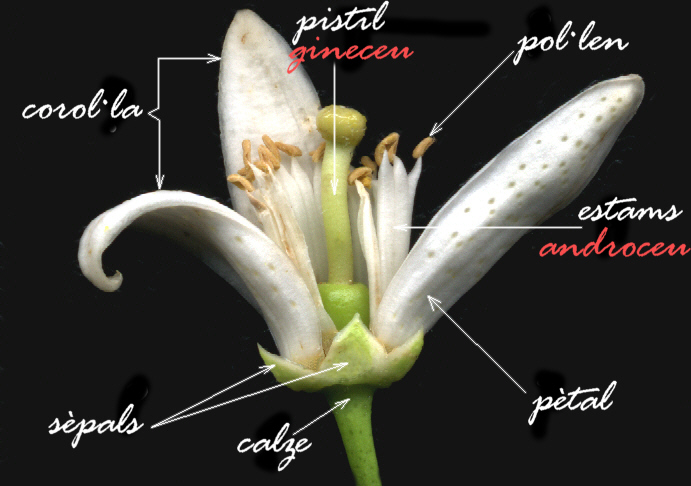 pistil
gineceu
pol·len
corol·la
estams
androceu
sèpals
calze
pètal